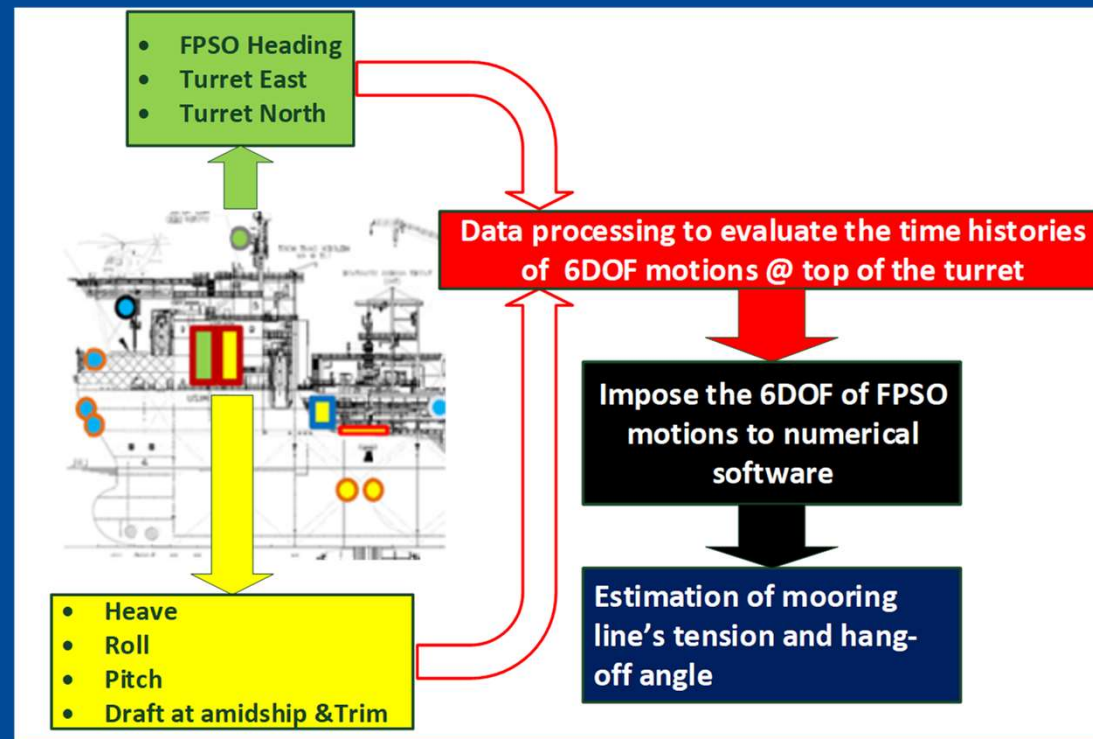 • FPSO Heading
• Turret East
• Turret North
Data processing to evaluate the time histories
of 6DOF motions @ top of the turret
Impose the 6DOF of FPSO
motions to numerical
software
• Heave
• Roll
• Pitch
• Draft at amidship &Trim
Estimation of mooring
line's tension and hang-
off angle